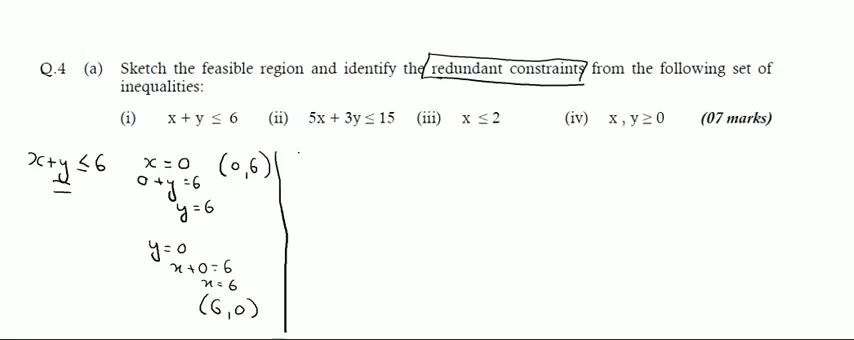 Q.4 (a) Sketch the feasible region and identify the redundant constraints from the following set of
inequalities:
(i) x + y ≤ 6 (ii) 5x + 3y ≤ 15 (iii) x ≤ 2 (iv) x , y ≥ 0 (07 marks)
x+y ≤ 6
x = 0 (0,6)
0+y=6
y=6
y=0
x+0=6
x=6
(6,0)